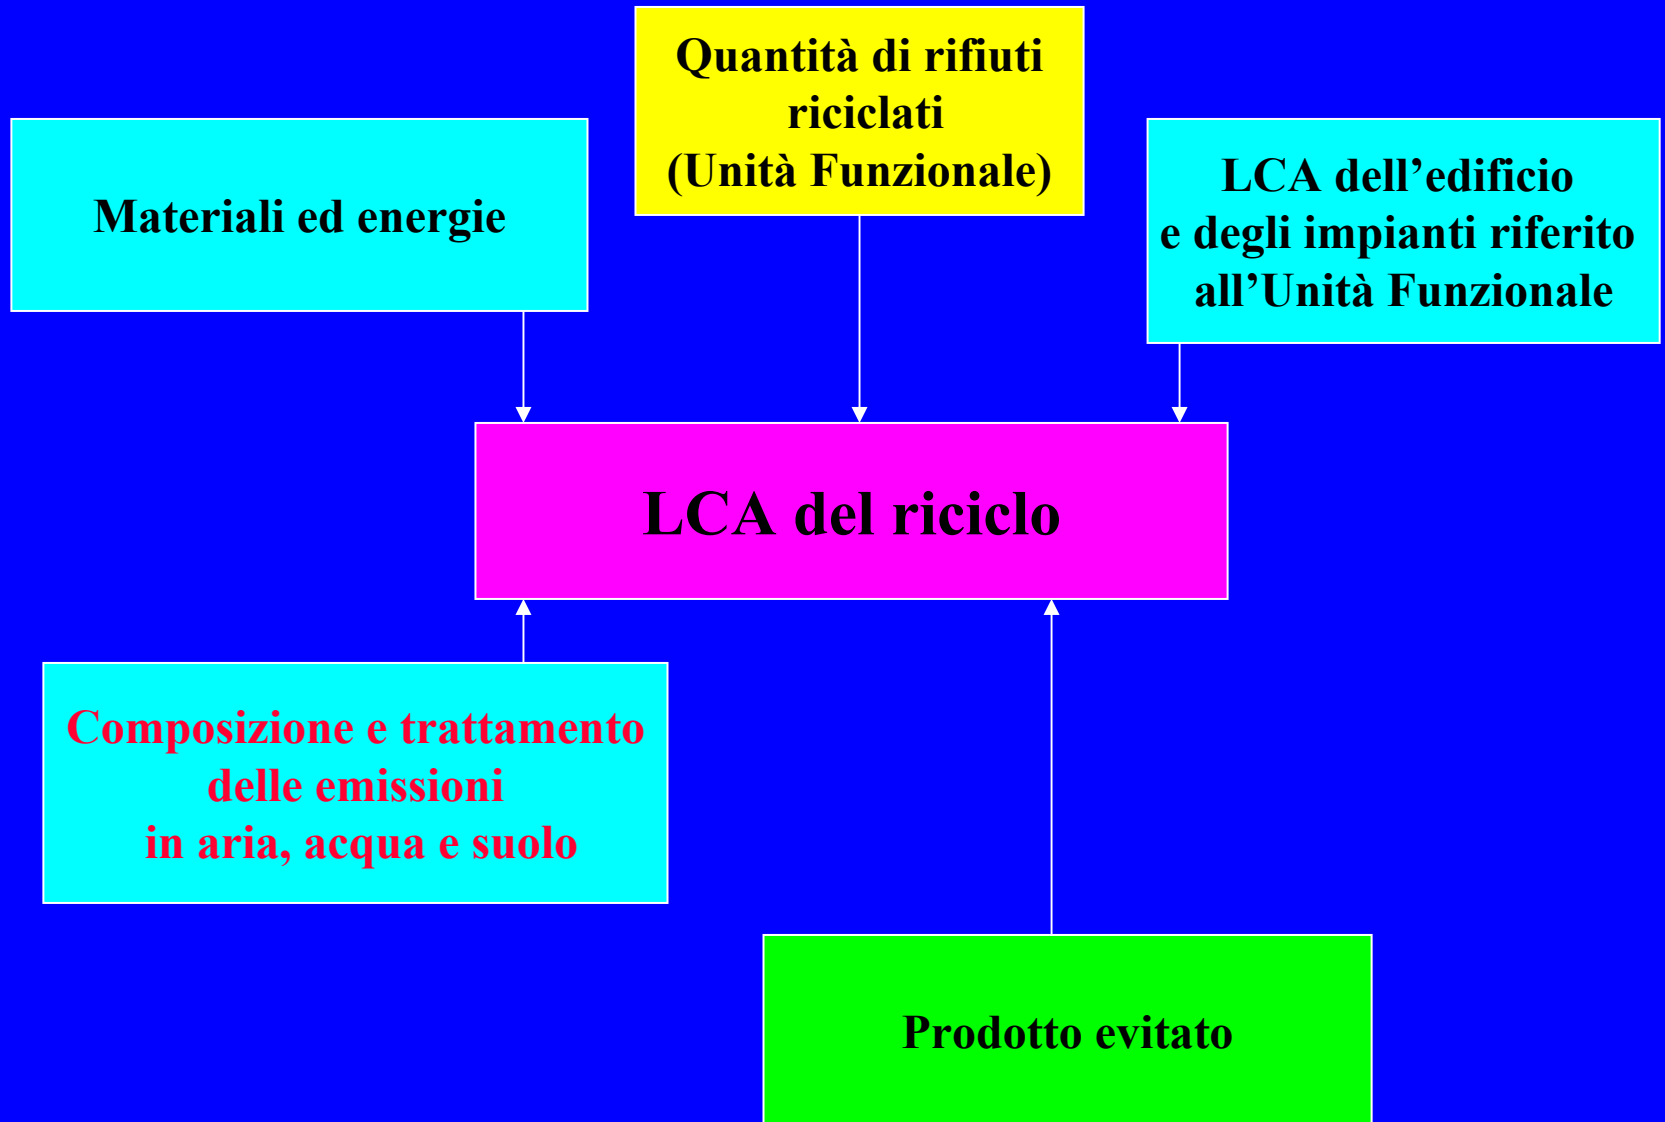 Quantità di rifiuti
riciclati
(Unità Funzionale)
Materiali ed energie
LCA dell’edificio
e degli impianti riferito
all’Unità Funzionale
LCA del riciclo
Composizione e trattamento
delle emissioni
in aria, acqua e suolo
Prodotto evitato